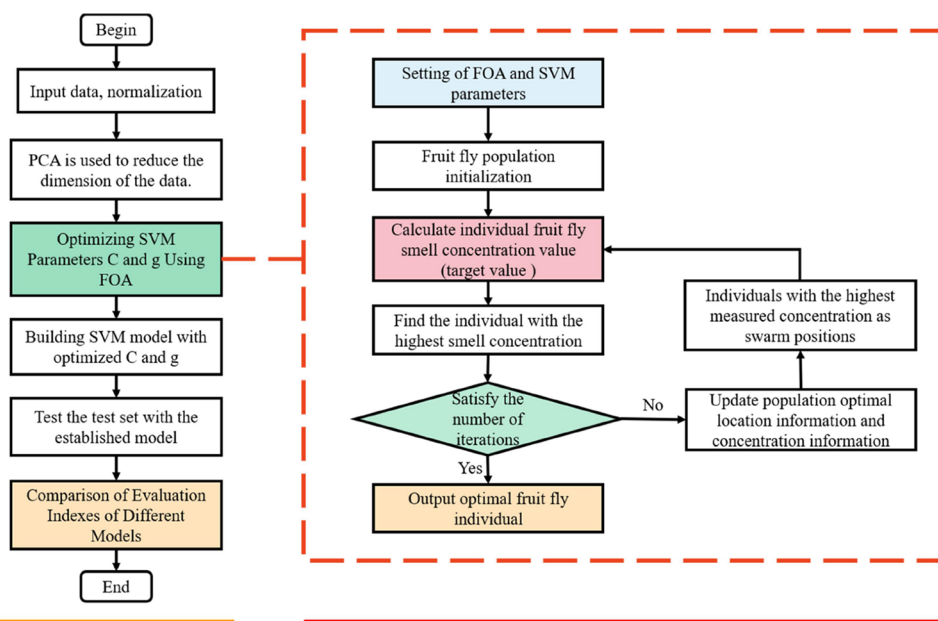 Begin
Input data, normalization
PCA is used to reduce the
dimension of the data.
Optimizing SVM
Parameters C and g Using
FOA
Building SVM model with
optimized C and g
Test the test set with the
established model
Comparison of Evaluation
Indexes of Different
Models
End
Setting of FOA and SVM
parameters
Fruit fly population
initialization
Calculate individual fruit fly
smell concentration value
(target value )
Find the individual with the
highest smell concentration
Satisfy the
number of
iterations
No
Yes
Update population optimal
location information and
concentration information
Individuals with the highest
measured concentration as
swarm positions
Output optimal fruit fly
individual